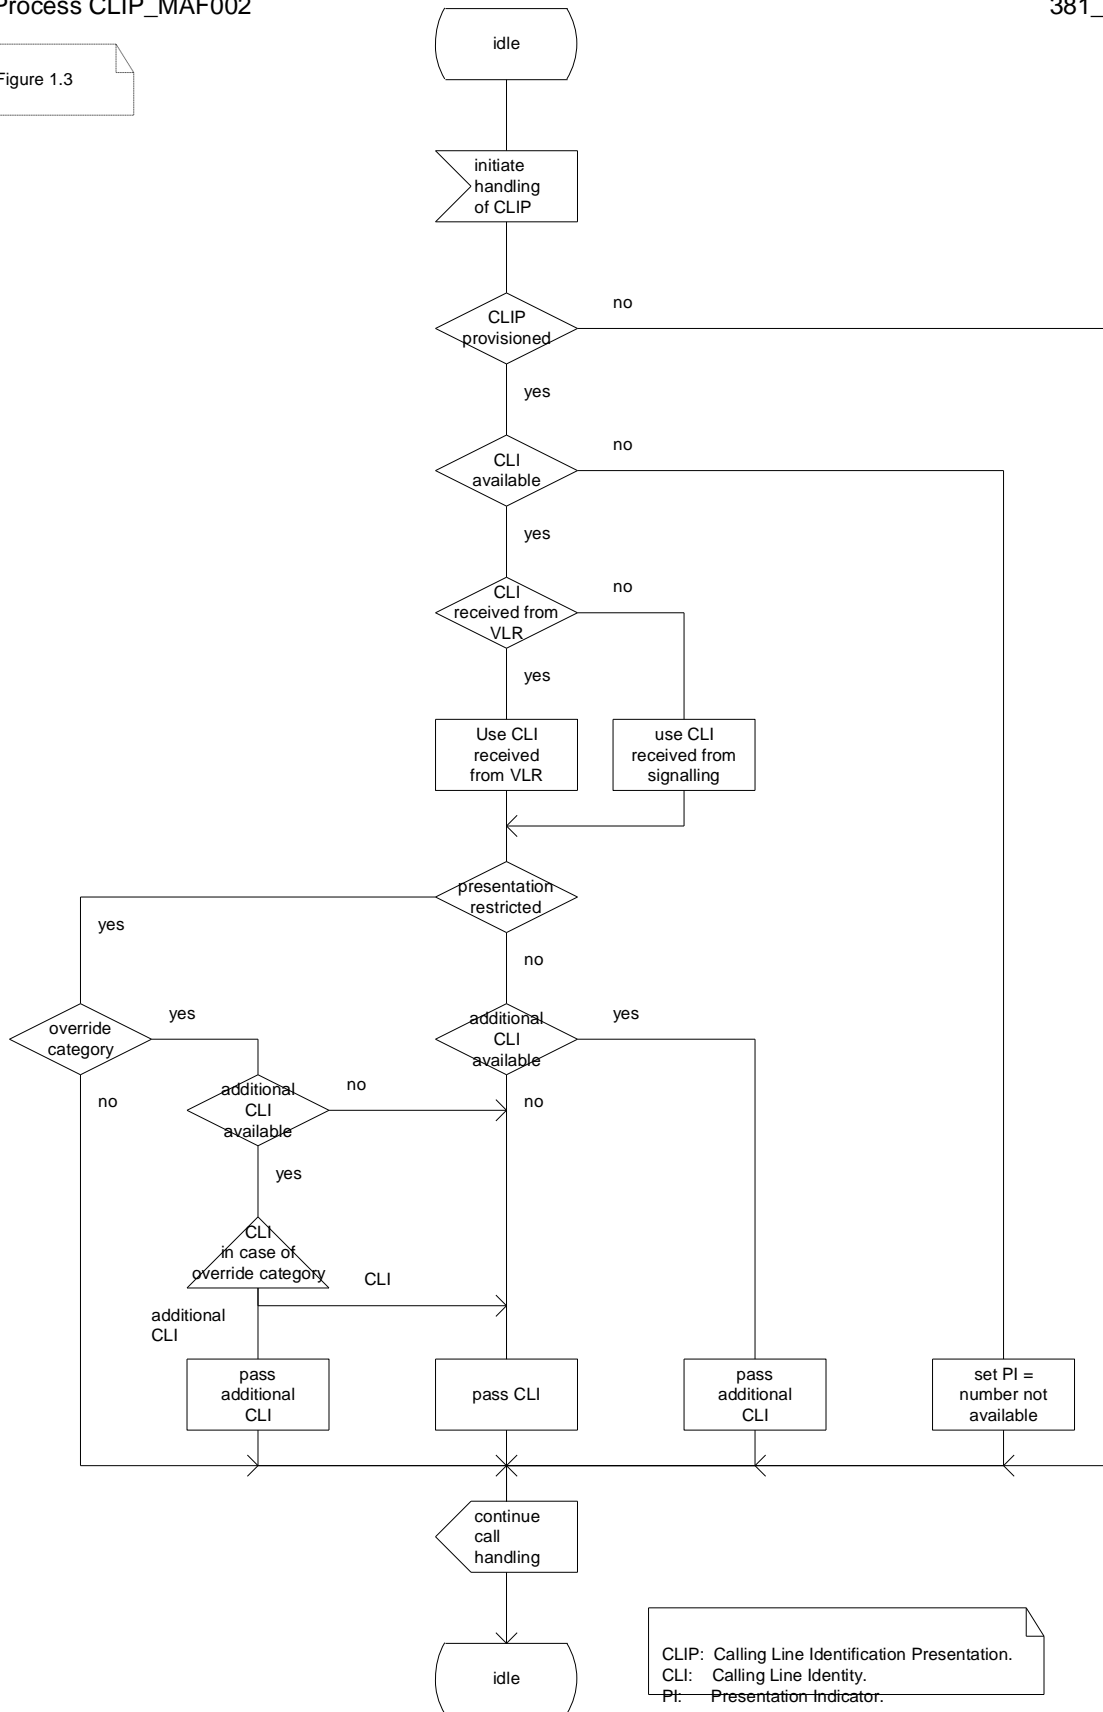 Process CLIP_MAF002
381_
Figure 1.3
idle
initiate
handling
of CLIP
CLIP
provisioned
no
yes
CLI
available
no
yes
CLI
received from
VLR
no
yes
Use CLI
received
from VLR
use CLI
received from
signalling
presentation
restricted
yes
no
override
category
yes
no
additional
CLI
available
no
yes
additional
CLI
available
yes
no
CLI
in case of
override category
CLI
additional
CLI
pass
additional
CLI
pass CLI
pass
additional
CLI
set PI =
number not
available
continue
call
handling
idle
CLIP: Calling Line Identification Presentation.
CLI: Calling Line Identity.
PI: Presentation Indicator.